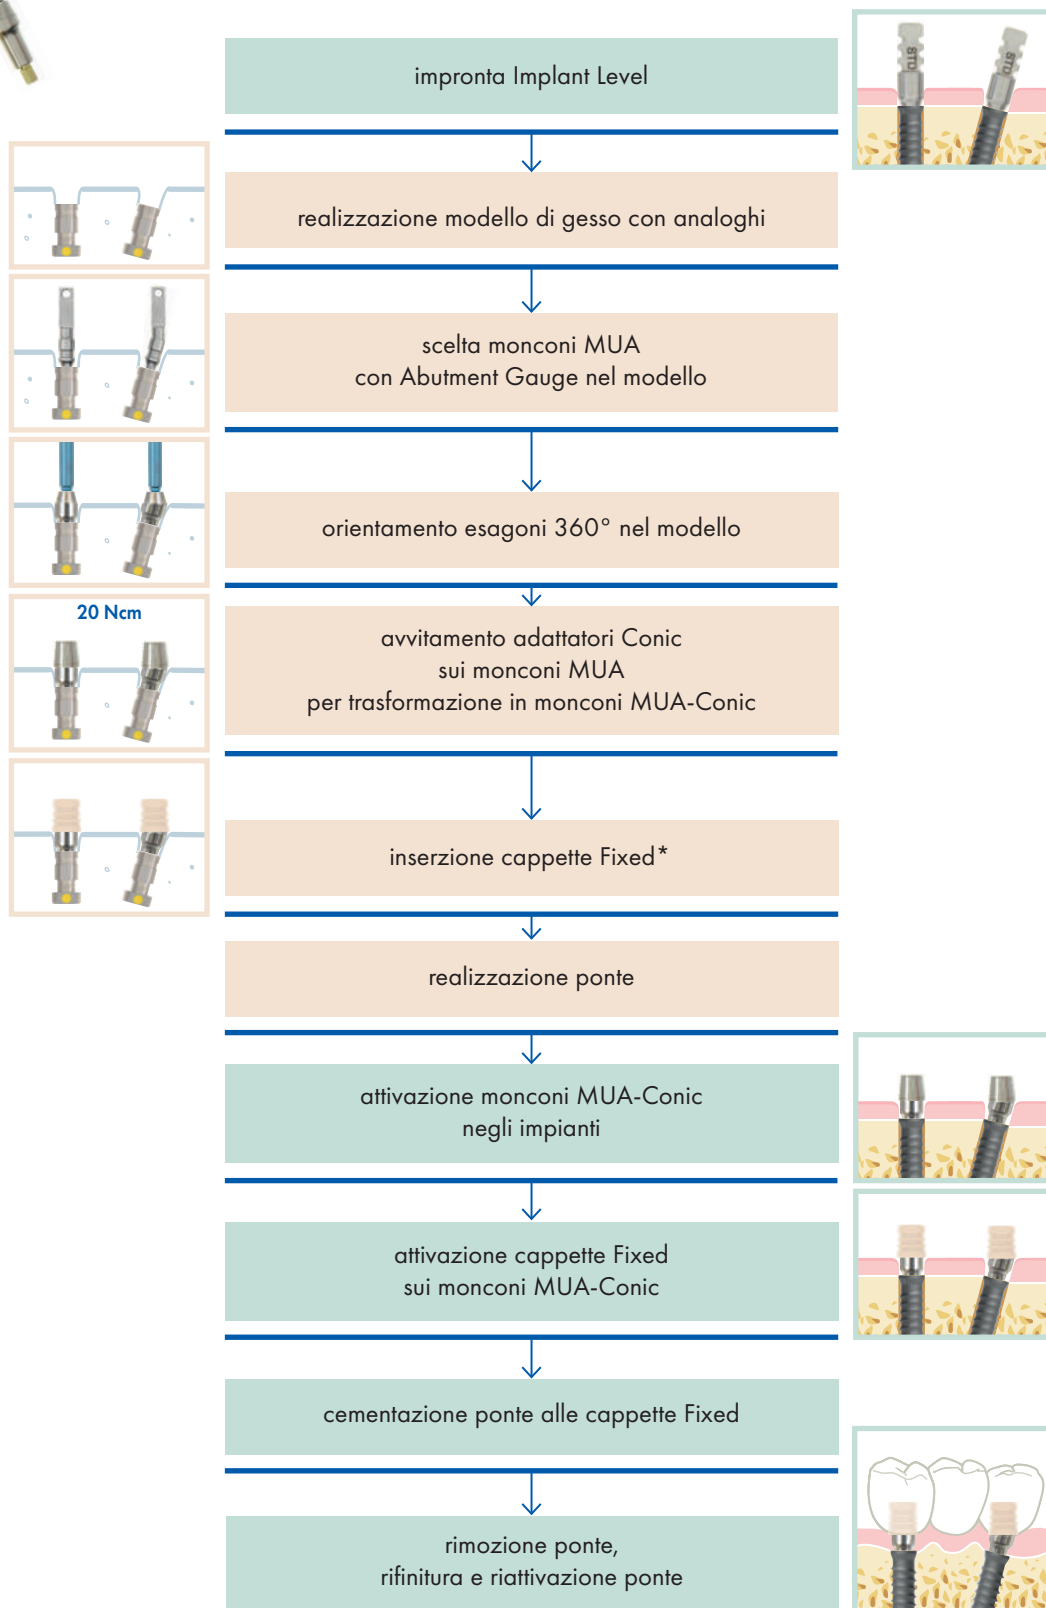 impronta Implant Level
STD
STD
realizzazione modello di gesso con analoghi
scelta monconi MUA
con Abutment Gauge nel modello
orientamento esagoni 360° nel modello
20 Ncm
avvitamento adattatori Conic
sui monconi MUA
per trasformazione in monconi MUA-Conic
inserzione cappette Fixed*
realizzazione ponte
attivazione monconi MUA-Conic
negli impianti
attivazione cappette Fixed
sui monconi MUA-Conic
cementazione ponte alle cappette Fixed
rimozione ponte,
rifinitura e riattivazione ponte